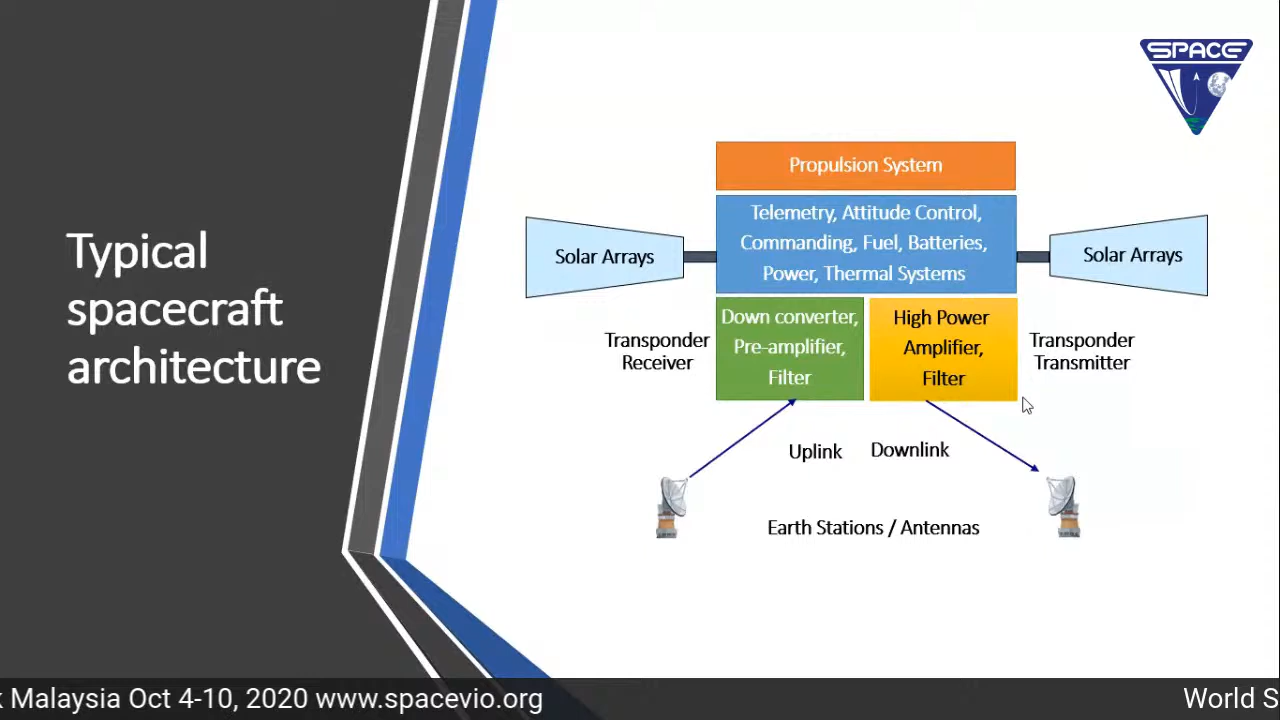 Typical
spacecraft
architecture
SPACE
Propulsion System
Telemetry, Attitude Control,
Commanding, Fuel, Batteries,
Power, Thermal Systems
Solar Arrays
Solar Arrays
Transponder
Receiver
Down converter,
Pre-amplifier,
Filter
High Power
Amplifier,
Filter
Transponder
Transmitter
Uplink
Downlink
Earth Stations / Antennas
k Malaysia Oct 4-10, 2020 www.spacevio.org
World S